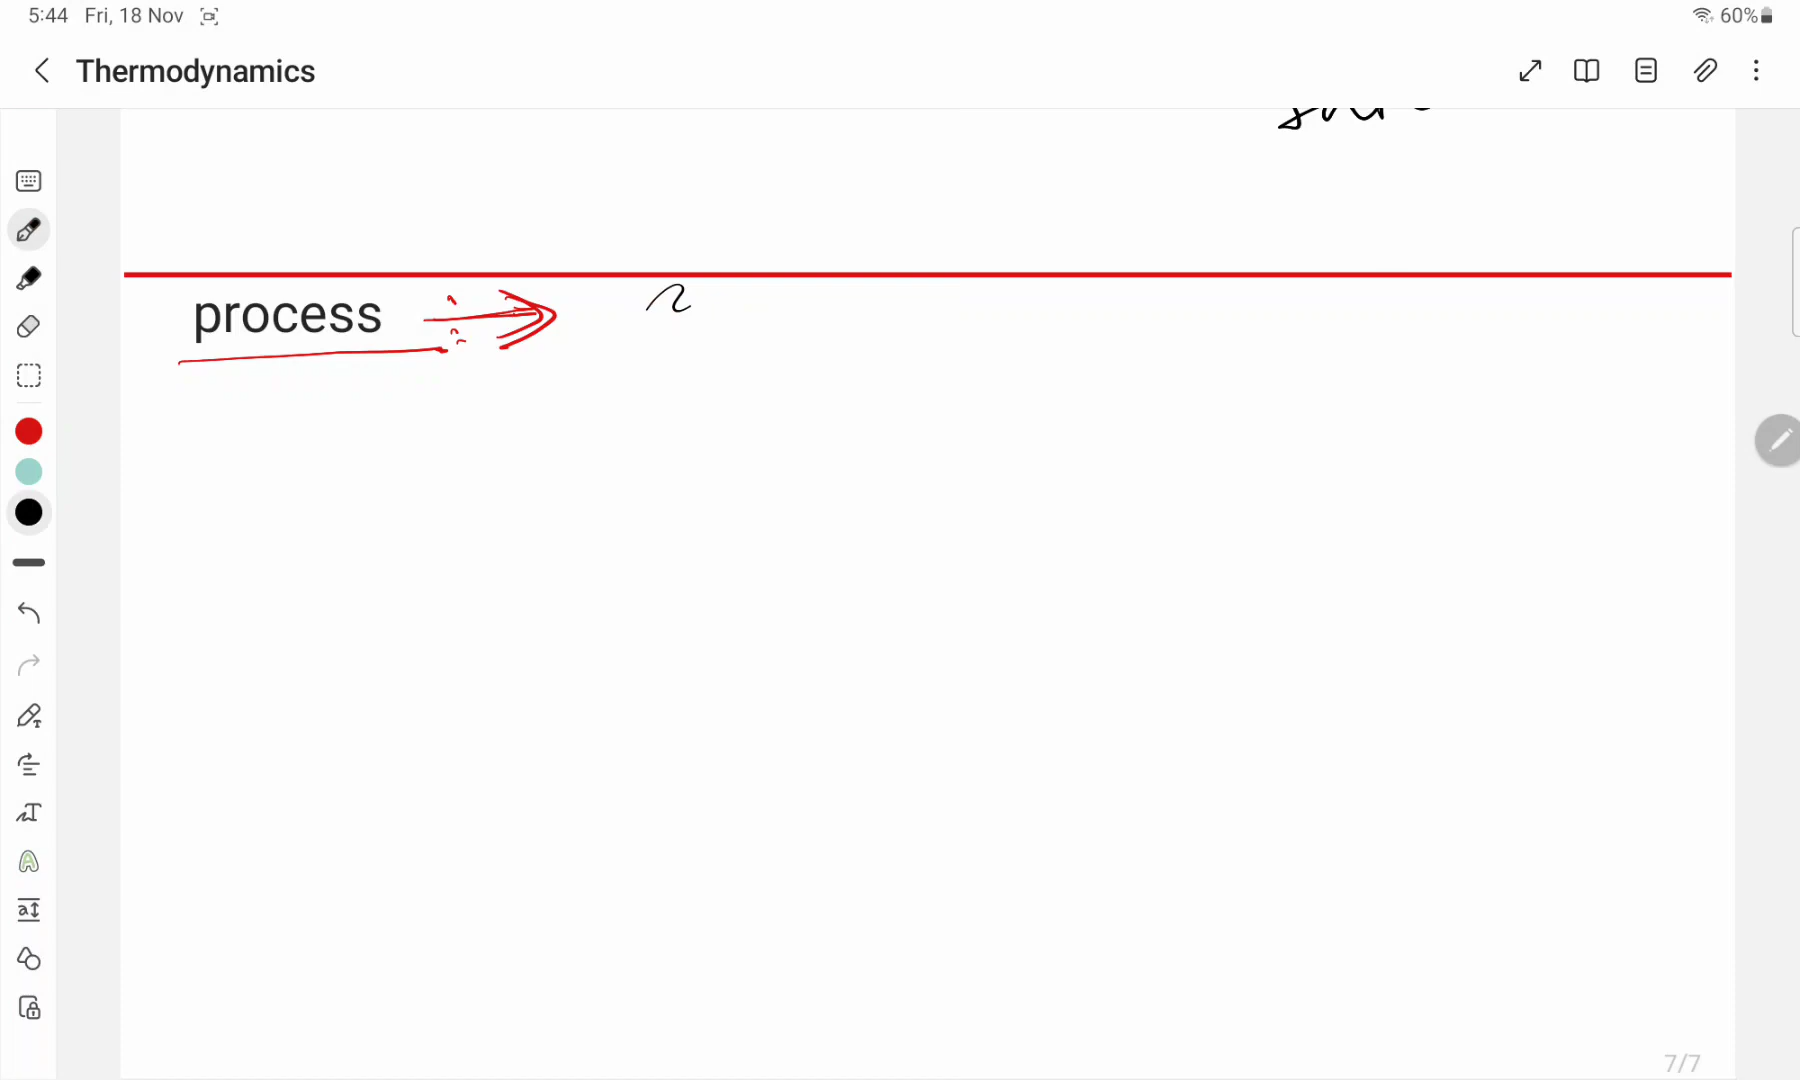 5:44 Fri, 18 Nov 60%
Thermodynamics
process
7/7